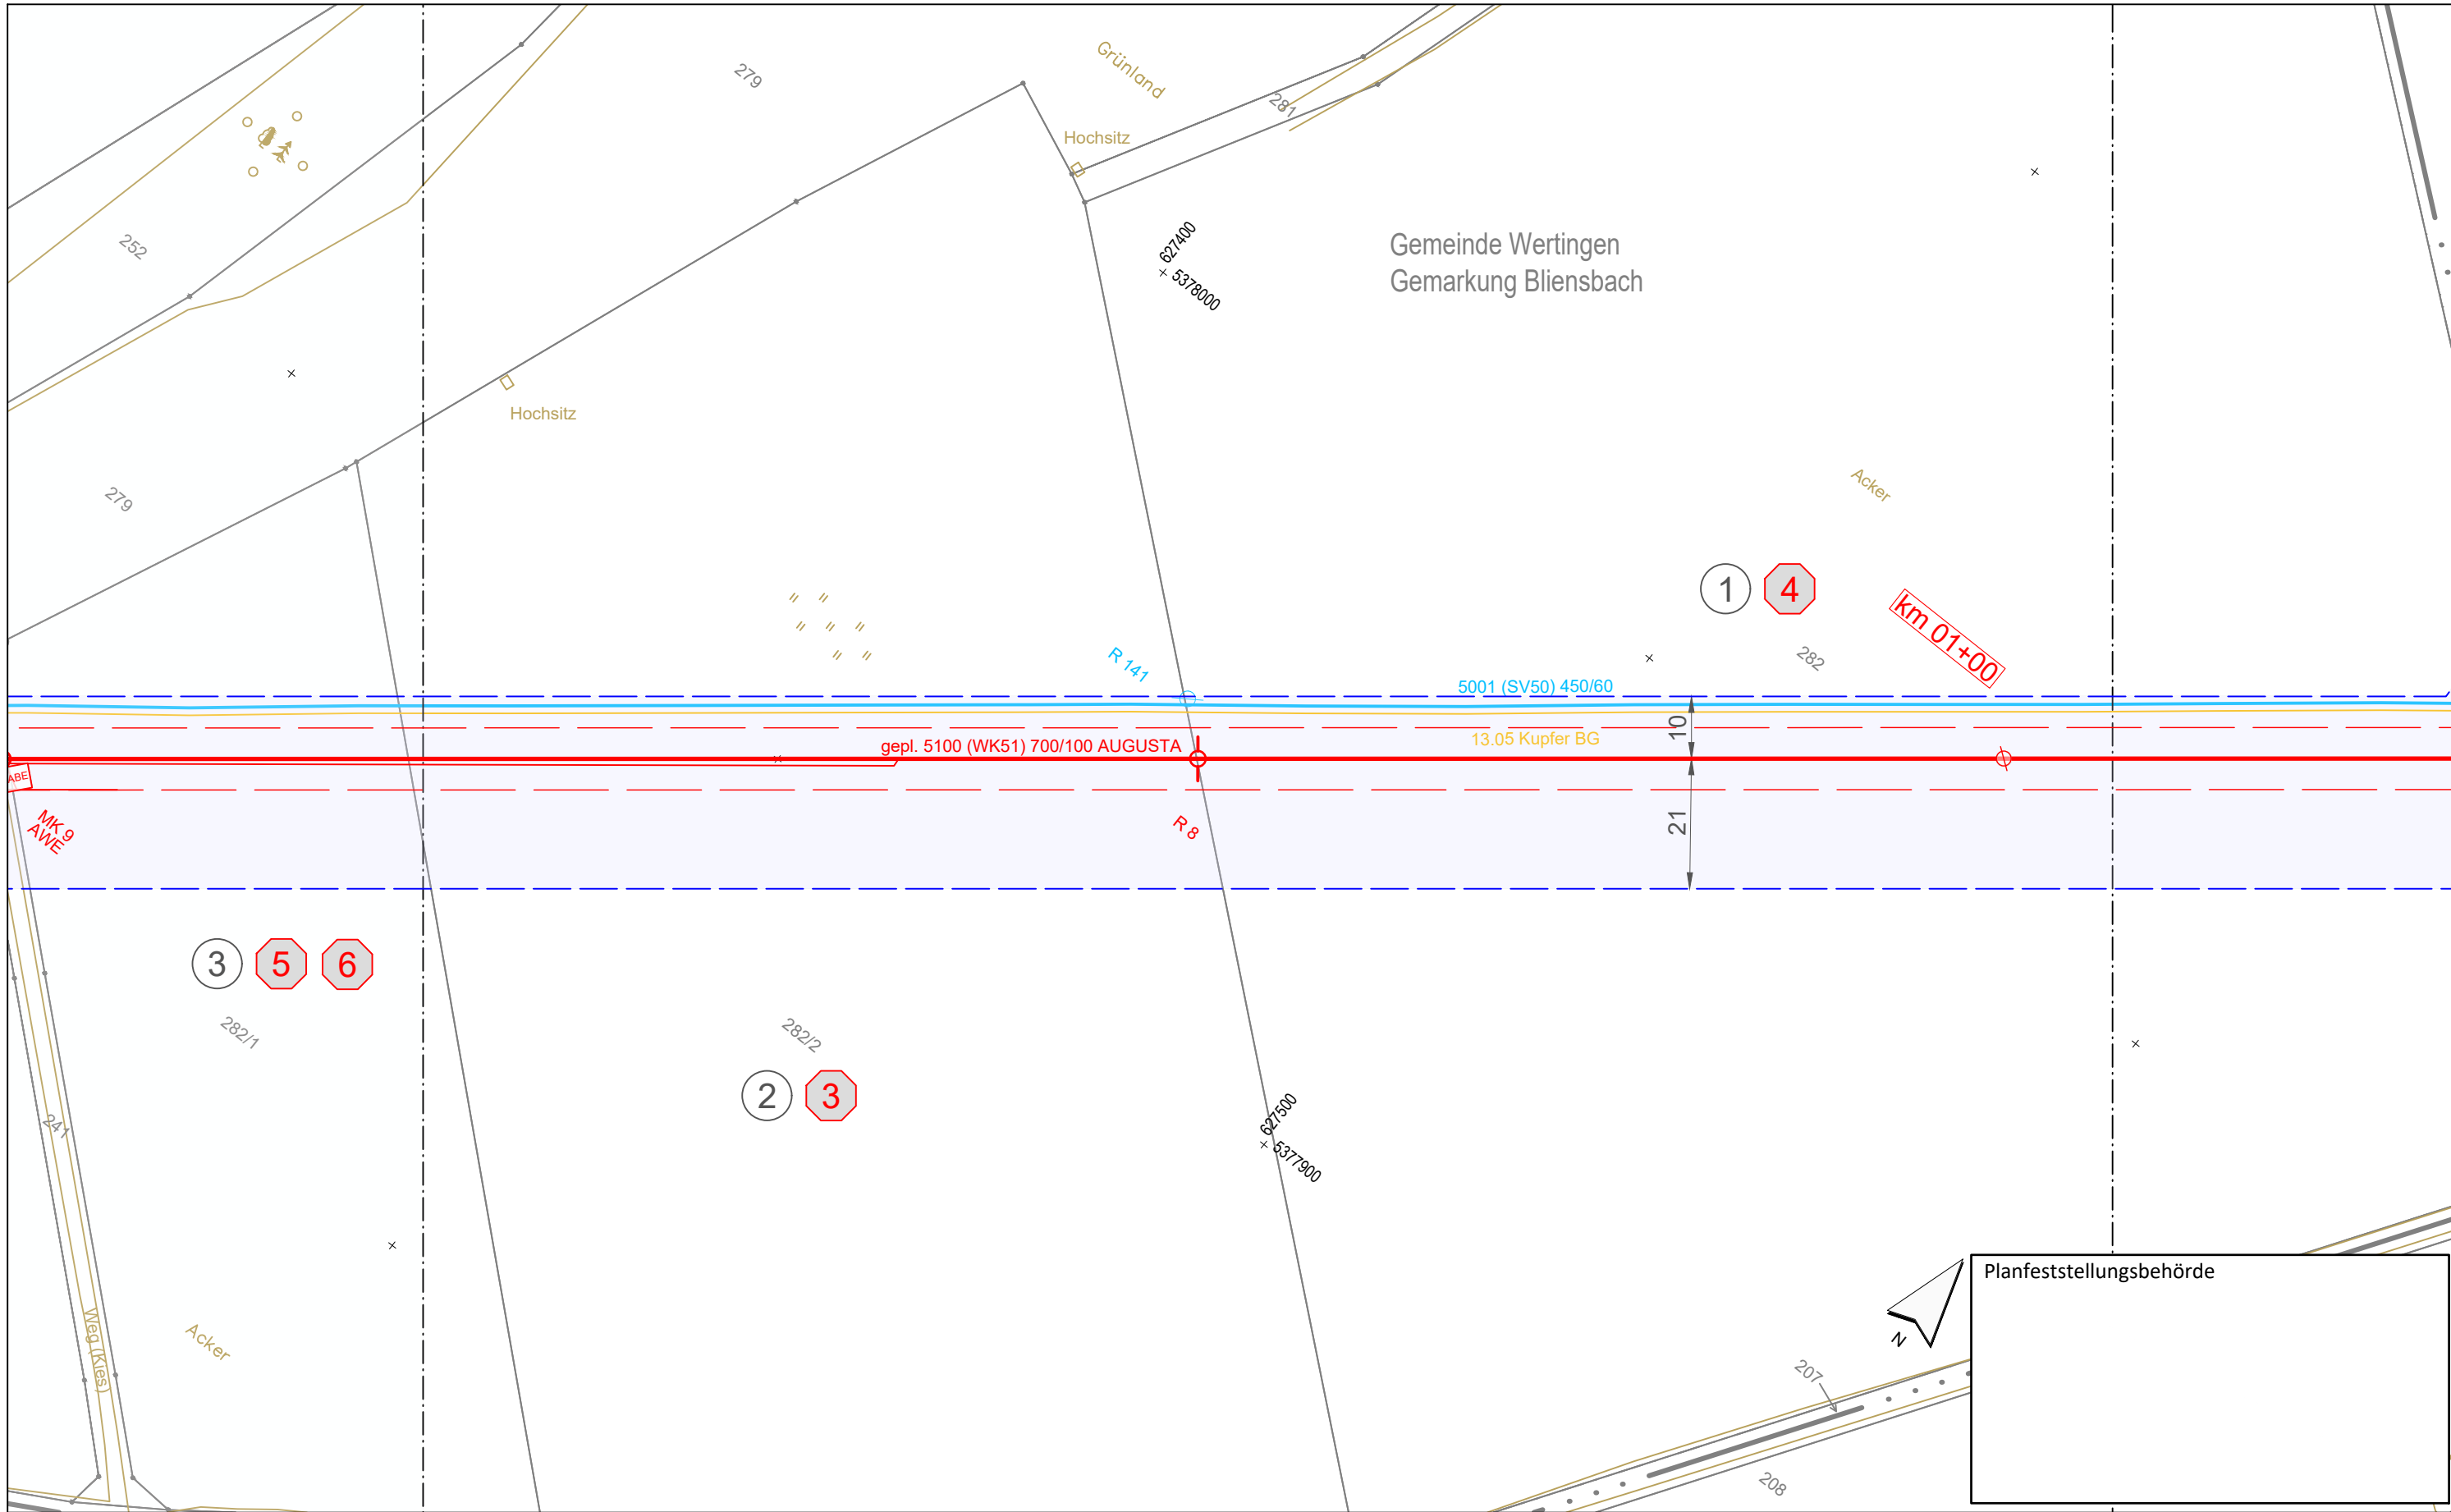 279
Grünland
281
Hochsitz
252
627400
5378000
Gemeinde Wertingen
Gemarkung Bliensbach
Hochsitz
279
Acker
1
4
km 01+00
R 141
282
5001 (SV50) 450/60
10
gepl. 5100 (WK51) 700/100 AUGUSTA
13.05 Kupfer BG
ABE
MK 9
AWE
R 8
21
3
5
6
282/1
282/2
2
3
241
627500
5377900
Weg (Kies)
Acker
Planfeststellungsbehörde
N
207
208